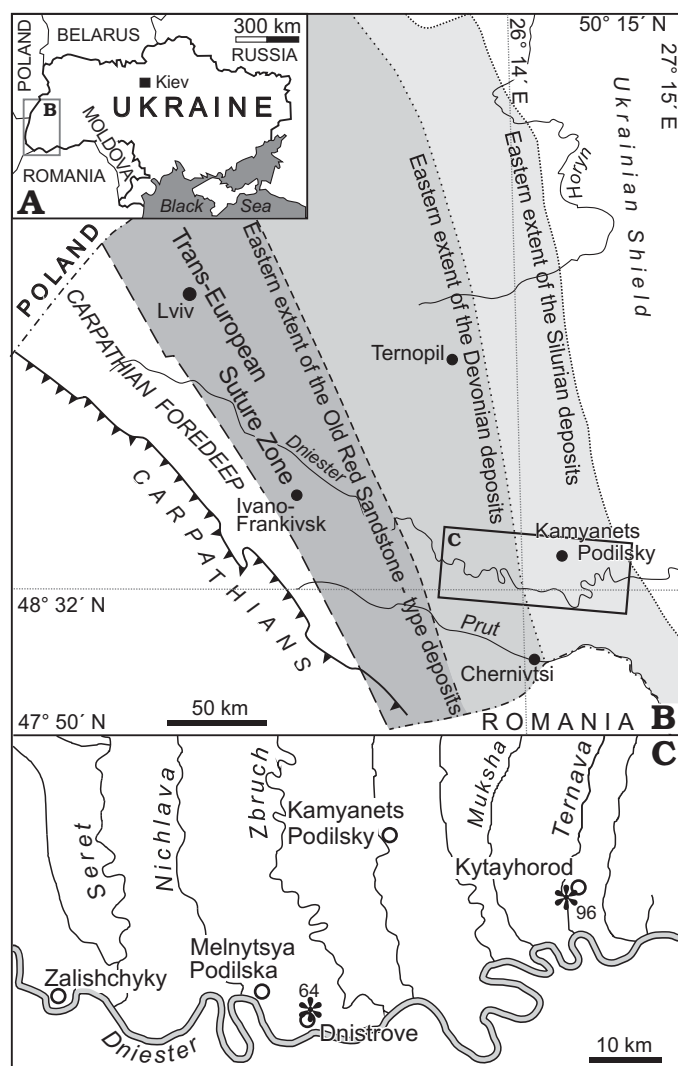 POLAND
BELARUS
300 km
RUSSIA
Kiev
B
UKRAINE
MOLDOVA
ROMANIA
Black Sea
A
50° 15´ N
26° 14´ E
27° 15´ E
Horyn
Ukrainian Shield
POLAND
Trans-European
Suture Zone
Lviv
Eastern extent of the Old Red Sandstone - type deposits
Eastern extent of the Devonian deposits
Eastern extent of the Silurian deposits
Ternopil
CARPATHIAN FOREDEEP
Dniester
Ivano-
Frankivsk
CARPATHIANS
C
Kamyanets
Podilsky
48° 32´ N
Prut
Chernivtsi
50 km
47° 50´ N
ROMANIA
B
C
Seret
Nichlava
Zbruch
Kamyanets
Podilsky
Muksha
Ternava
Kytayhorod
96
Melnytsya
Podilska
Zalishchyky
64
Dnistrove
Dniester
10 km